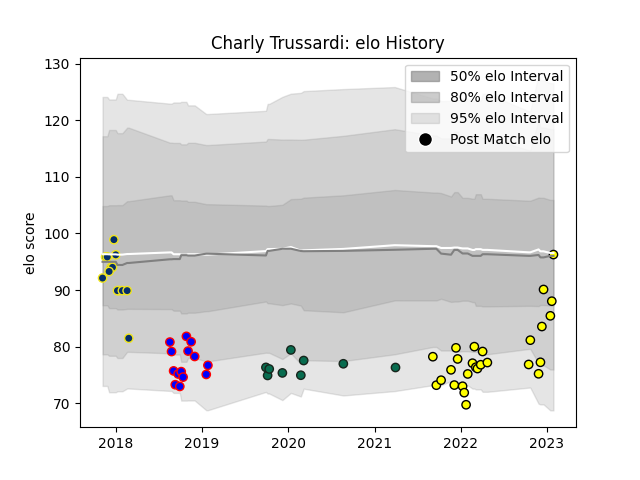 Charly Trussardi: elo History
130
120
110
100
90
80
70
elo score
50% elo Interval
80% elo Interval
95% elo Interval
Post Match elo
2018
2019
2020
2021
2022
2023